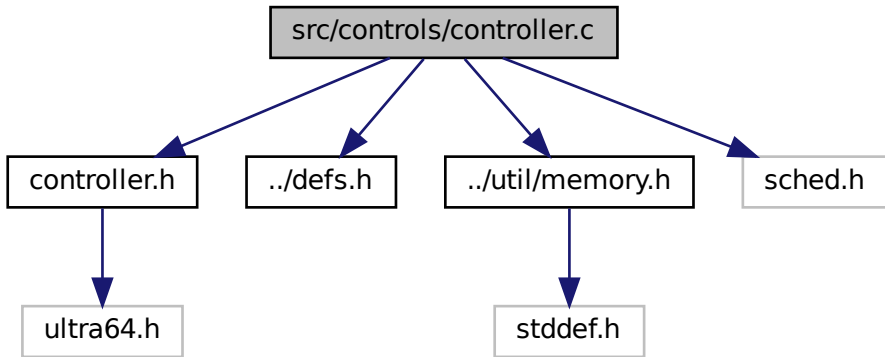 src/controls/controller.c
controller.h
../defs.h
../util/memory.h
sched.h
ultra64.h
stddef.h